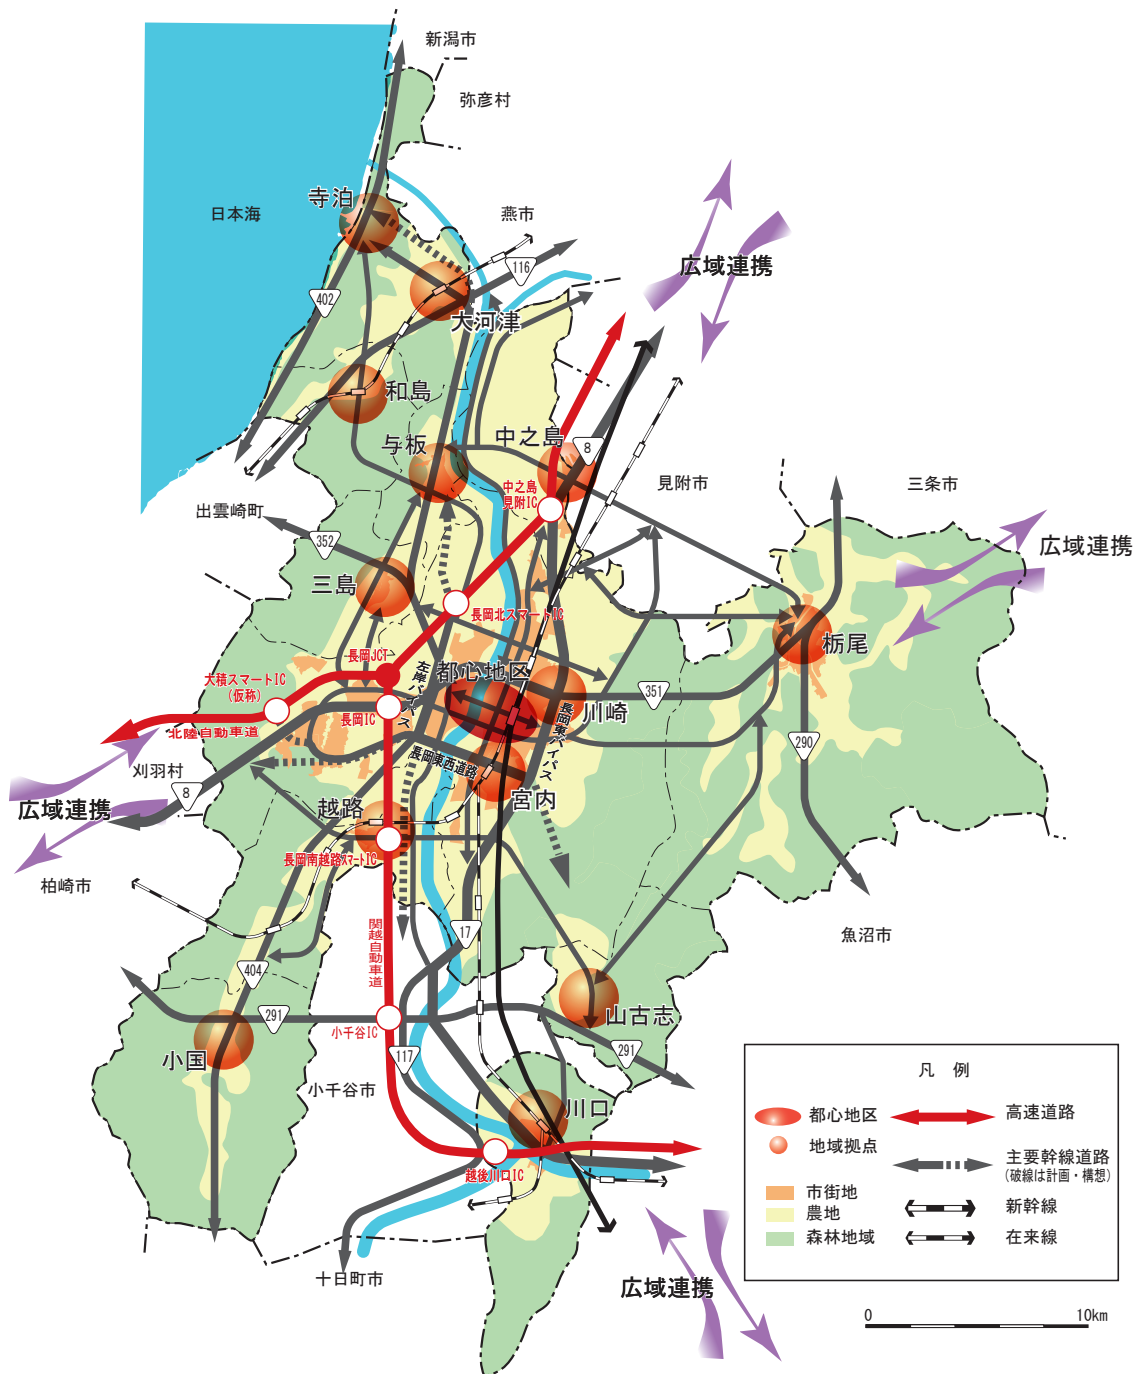 新潟市
弥彦村
寺泊
日本海
燕市
116
広域連携
402
大河津
和島
与板
中之島
8
中之島
見附IC
見附市
三条市
出雲崎町
352
広域連携
三島
長岡北スマートIC
栃尾
長岡JCT
左岸バイパス
都心地区
大積スマートIC
(仮称)
351
川崎
長岡IC
長岡東バイパス
北陸自動車道
290
長岡東西道路
刈羽村
8
広域連携
宮内
越路
長岡南越路スマートIC
柏崎市
関越自動車道
17
魚沼市
404
291
山古志
小千谷IC
小国
117
291
小千谷市
川口
越後川口IC
十日町市
広域連携
凡 例
都心地区
高速道路
地域拠点
主要幹線道路
(破線は計画・構想)
市街地
新幹線
農地
森林地域
在来線
0
10km